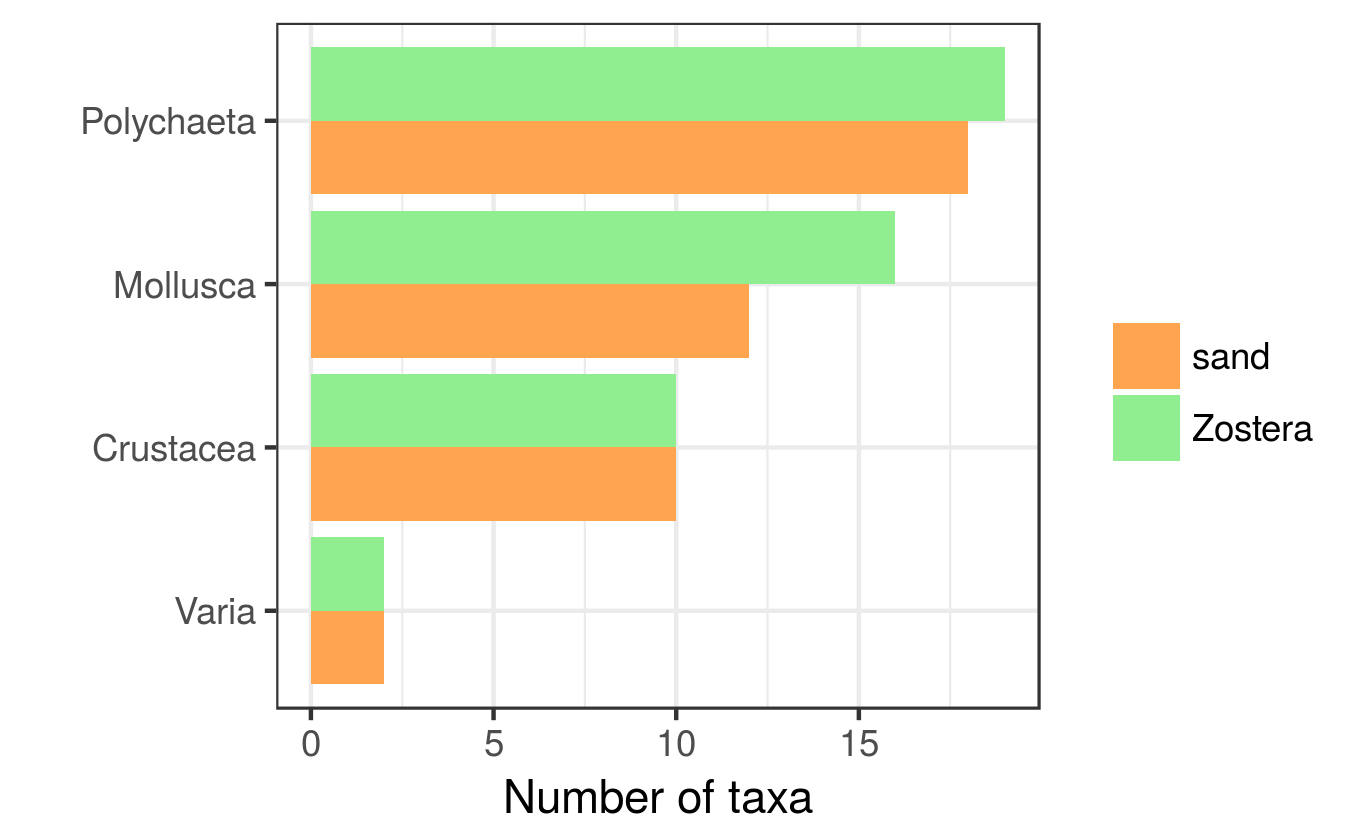 Polychaeta
Mollusca
Crustacea
Varia
0 5 10 15
Number of taxa
sand
Zostera